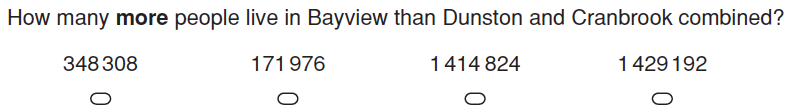 How many more people live in Bayview than Dunston and Cranbrook combined?
348 308 171 976 1 414 824 1 429 192